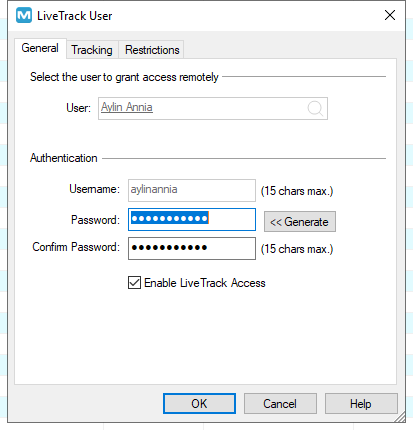 LiveTrack User
General Tracking Restrictions
Select the user to grant access remotely
User: Aylin Annia
Authentication
Username: aylinannia (15 chars max.)
Password: ●●●●●●●●●●● << Generate
Confirm Password: ●●●●●●●●●●● (15 chars max.)
Enable LiveTrack Access
OK Cancel Help